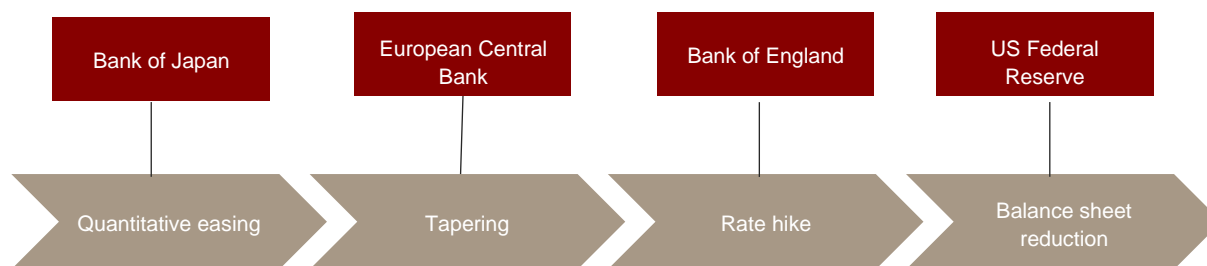 Bank of Japan
European Central
Bank
Bank of England
US Federal
Reserve
Quantitative easing
Tapering
Rate hike
Balance sheet
reduction